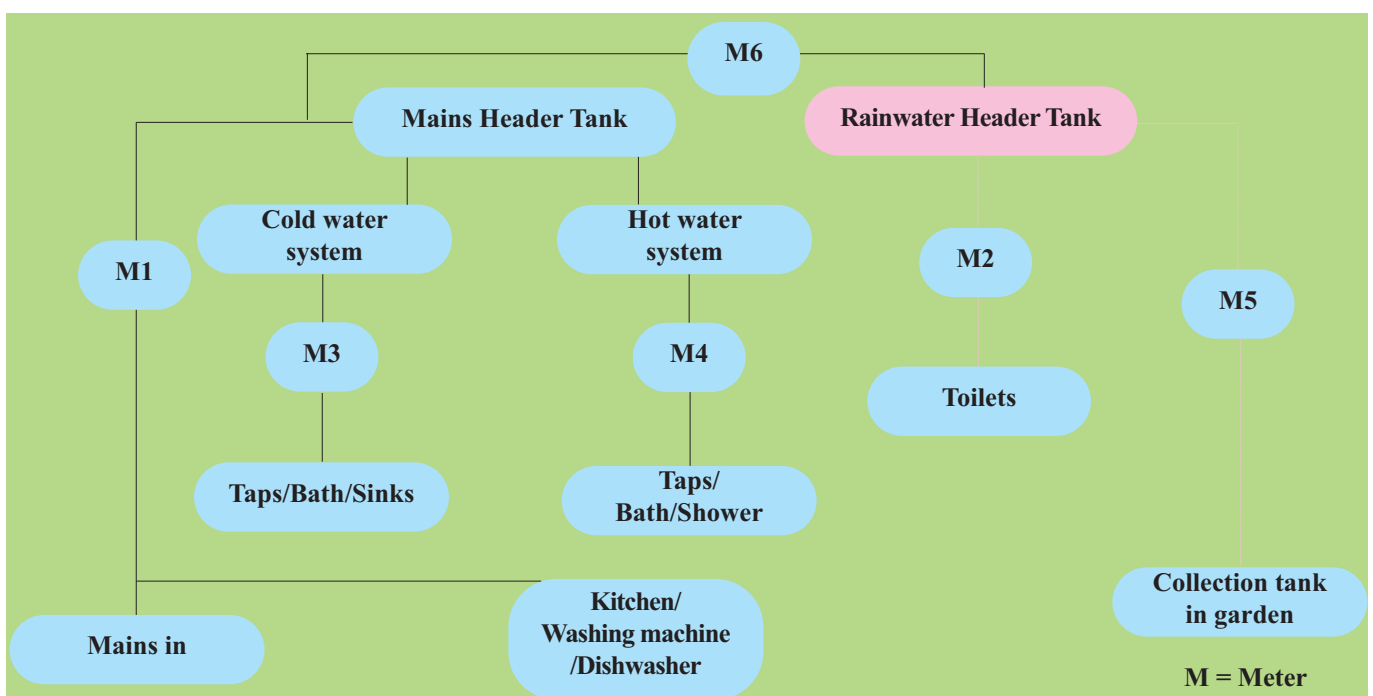 M6
Mains Header Tank
Rainwater Header Tank
Cold water
system
Hot water
system
M1
M2
M5
M3
M4
Toilets
Taps/Bath/Sinks
Taps/
Bath/Shower
Kitchen/
Washing machine
/Dishwasher
Mains in
Collection tank
in garden
M = Meter